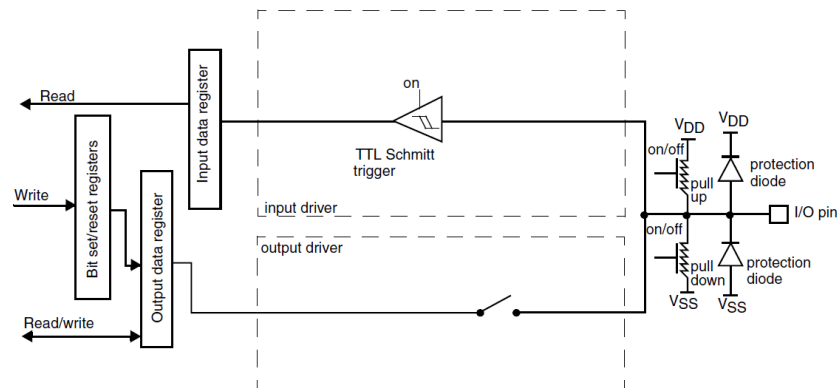 Read
Write
Read/write
Bit set/reset registers
Input data register
Output data register
on
TTL Schmitt
trigger
input driver
output driver
VDD
on/off
pull
up
VDD
protection
diode
I/O pin
on/off
pull
down
VSS
protection
diode
VSS